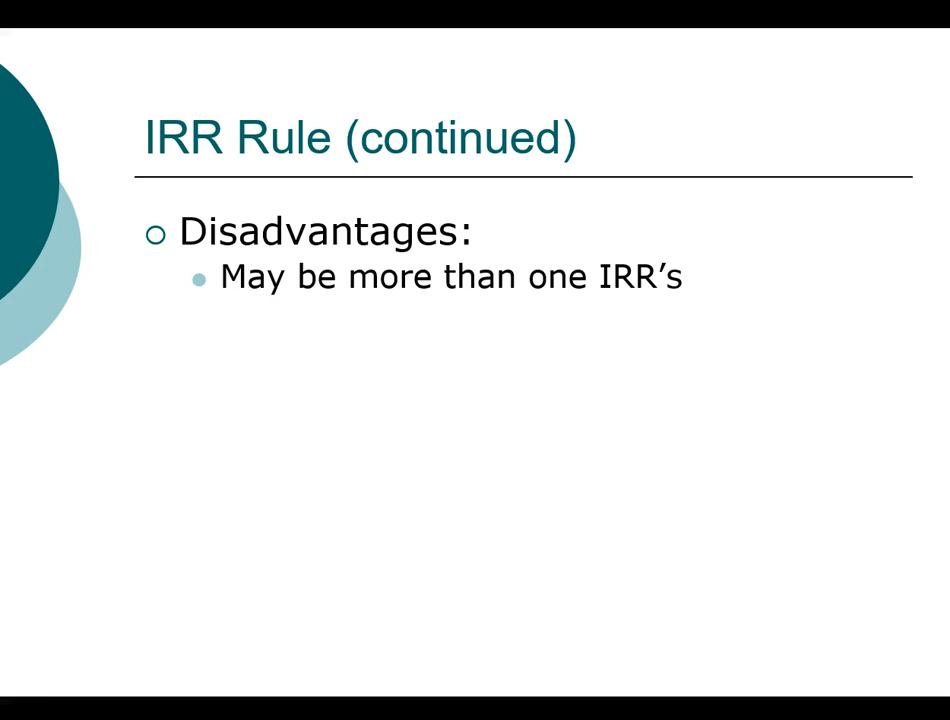 IRR Rule (continued)
Disadvantages:
May be more than one IRR’s